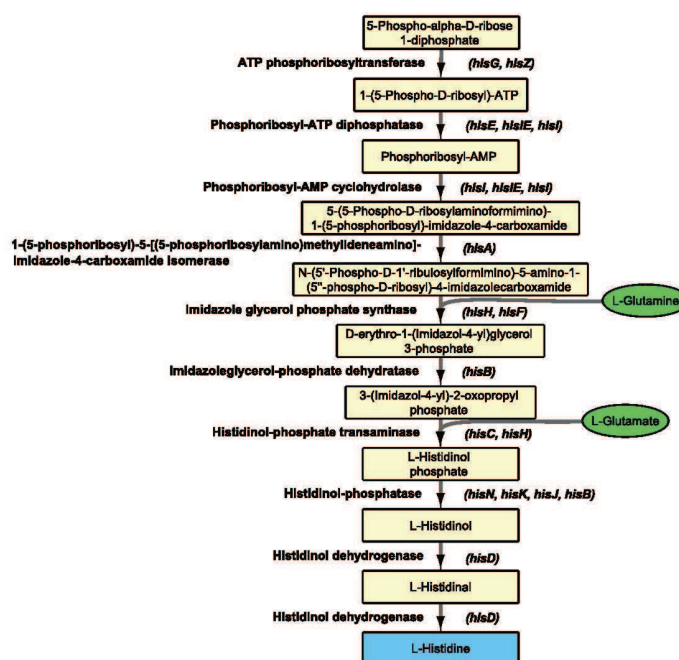 5-Phospho-alpha-D-ribose
1-diphosphate
ATP phosphoribosyltransferase
(hisG, hisZ)
1-(5-Phospho-D-ribosyl)-ATP
Phosphoribosyl-ATP diphosphatase
(hisE, hisIE, hisI)
Phosphoribosyl-AMP
Phosphoribosyl-AMP cyclohydrolase
(hisI, hisIE, hisI)
5-(5-Phospho-D-ribosylaminoformimino)-
1-(5-phosphoribosyl)-imidazole-4-carboxamide
1-(5-phosphoribosyl)-5-[(5-phosphoribosylamino)methylideneamino]-
imidazole-4-carboxamide isomerase
(hisA)
N-(5'-Phospho-D-1'-ribulosylformimino)-5-amino-1-
(5''-phospho-D-ribosyl)-4-imidazolecarboxamide
L-Glutamine
Imidazole glycerol phosphate synthase
(hisH, hisF)
D-erythro-1-(Imidazol-4-yl)glycerol
3-phosphate
Imidazoleglycerol-phosphate dehydratase
(hisB)
3-(Imidazol-4-yl)-2-oxopropyl
phosphate
L-Glutamate
Histidinol-phosphate transaminase
(hisC, hisH)
L-Histidinol
phosphate
Histidinol-phosphatase
(hisN, hisK, hisJ, hisB)
L-Histidinol
Histidinol dehydrogenase
(hisD)
L-Histidinal
Histidinol dehydrogenase
(hisD)
L-Histidine